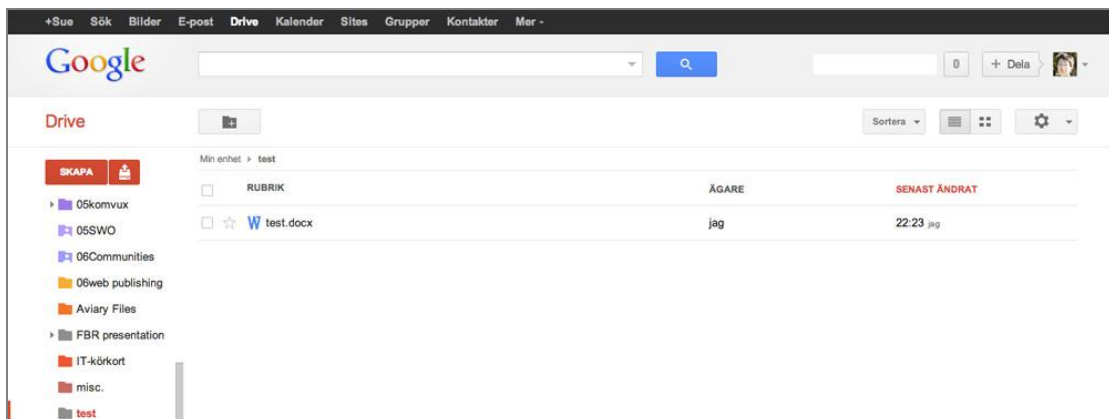 +Sue Sök Bilder E-post Drive Kalender Sites Grupper Kontakter Mer
Google
0 + Dela
Drive
Sortera
Min enhet ▸ test
SKAPA
RUBRIK ÄGARE SENAST ÄNDRAT
05komvux
W test.docx jag 22:23 jag
05SWO
06Communities
06web publishing
Aviary Files
FBR presentation
IT-körkort
misc.
test